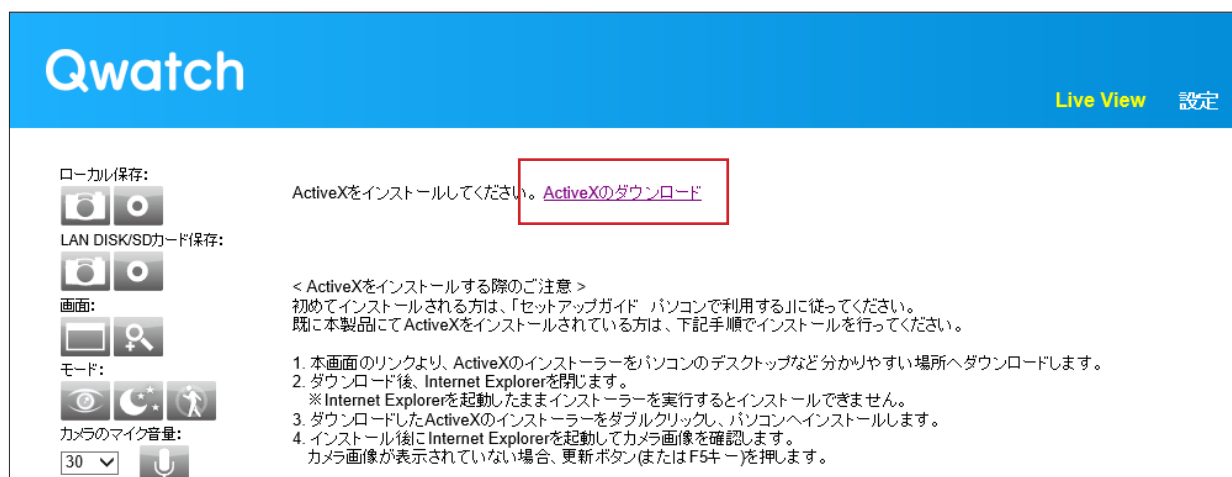 Qwatch
Live View 設定
ローカル保存:
ActiveXをインストールしてください。 ActiveXのダウンロード
LAN DISK/SDカード保存:
画面:
モード:
カメラのマイク音量:
30
< ActiveXをインストールする際のご注意 >
初めてインストールされる方は、「セットアップガイド パソコンで利用する」に従ってください。
既に本製品にてActiveXをインストールされている方は、下記手順でインストールを行ってください。
1. 本画面のリンクより、ActiveXのインストーラーをパソコンのデスクトップなど分かりやすい場所へダウンロードします。
2. ダウンロード後、Internet Explorerを閉じます。
※Internet Explorerを起動したままインストーラーを実行するとインストールできません。
3. ダウンロードしたActiveXのインストーラーをダブルクリックし、パソコンへインストールします。
4. インストール後にInternet Explorerを起動してカメラ画像を確認します。
カメラ画像が表示されていない場合、更新ボタン(またはF5キー)を押します。